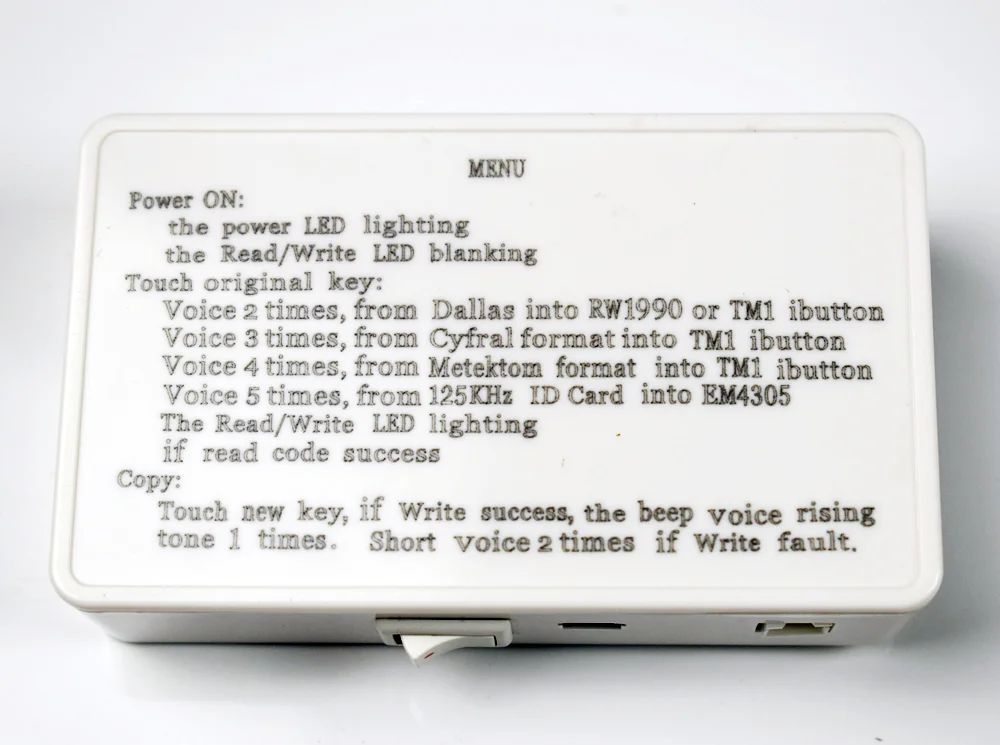 MENU
Power ON:
the power LED lighting
the Read/Write LED blanking
Touch original key:
Voice 2 times, from Dallas into RW1990 or TM1 ibutton
Voice 3 times, from Cyfral format into TM1 ibutton
Voice 4 times, from Metektom format into TM1 ibutton
Voice 5 times, from 125KHz ID Card into EM4305
The Read/Write LED lighting
if read code success
Copy:
Touch new key, if Write success, the beep voice rising
tone 1 times. Short voice 2 times if Write fault.